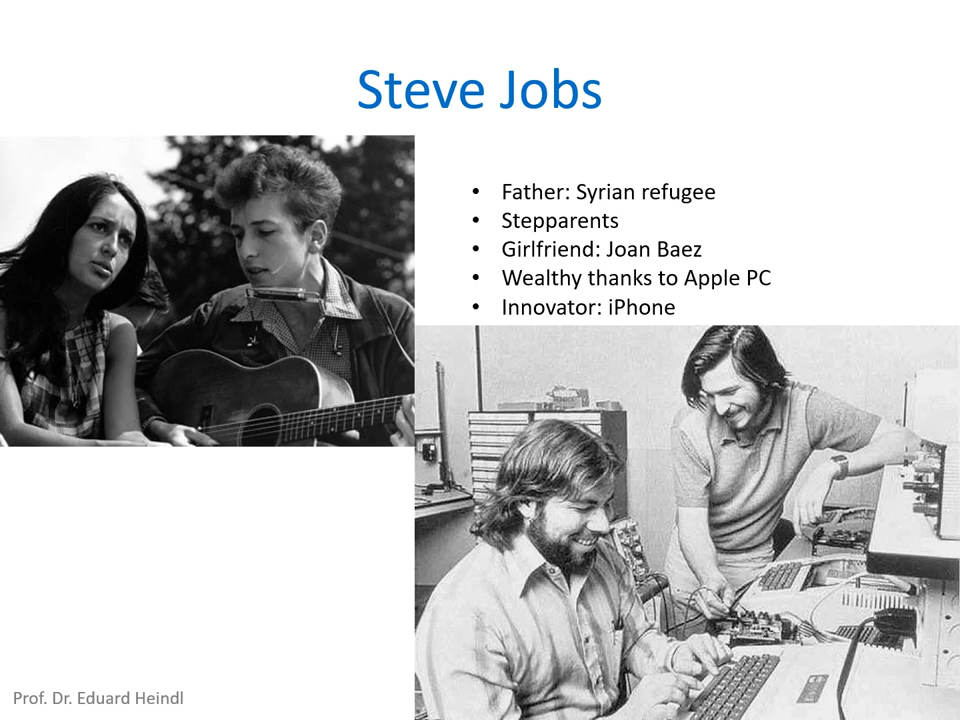 Steve Jobs
• Father: Syrian refugee
• Stepparents
• Girlfriend: Joan Baez
• Wealthy thanks to Apple PC
• Innovator: iPhone
Prof. Dr. Eduard Heindl